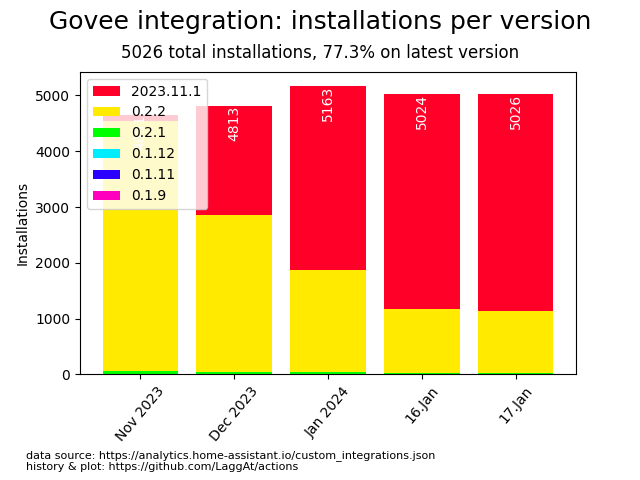 Govee integration: installations per version
5026 total installations, 77.3% on latest version
Installations
5000
4000
3000
2000
1000
0
2023.11.1
0.2.2
0.2.1
0.1.12
0.1.11
0.1.9
4813
5163
5024
5026
Nov 2023
Dec 2023
Jan 2024
16.Jan
17.Jan
data source: https://analytics.home-assistant.io/custom_integrations.json
history & plot: https://github.com/LaggAt/actions